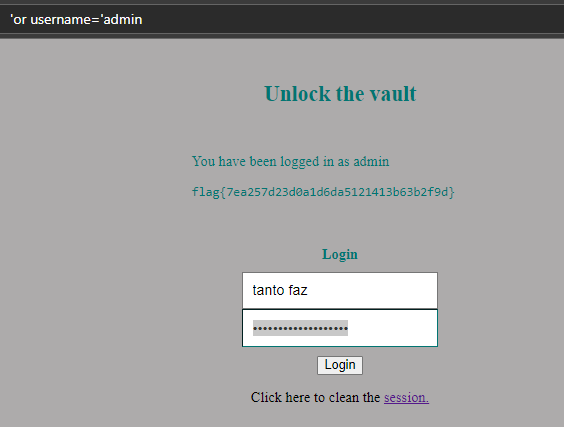 'or username='admin
Unlock the vault
You have been logged in as admin
flag{7ea257d23d0a1d6da5121413b63b2f9d}
Login
tanto faz
•••••••••••••••••••
Login
Click here to clean the session.